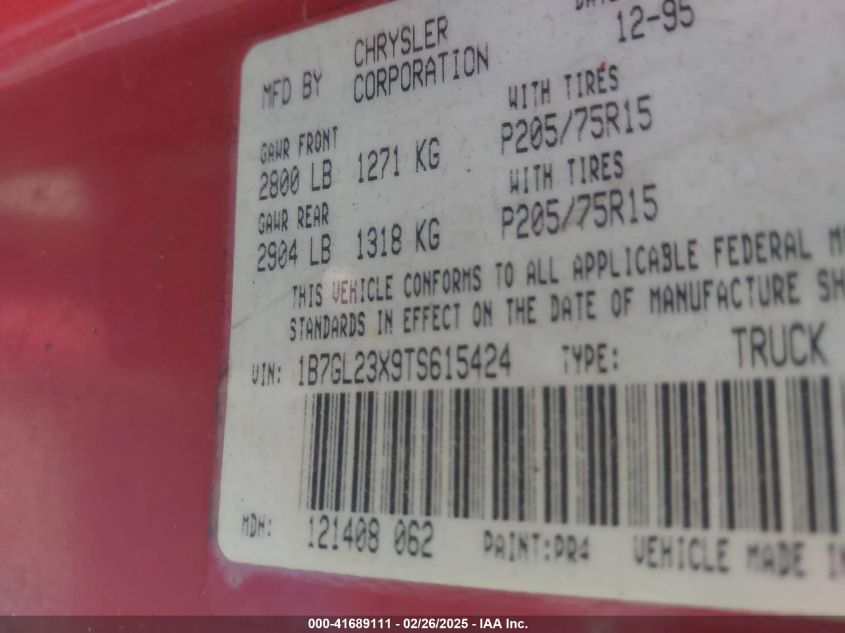 MFD BY CHRYSLER CORPORATION
12-95
GAWR FRONT WITH TIRES
2800 LB 1271 KG P205/75R15
GAWR REAR WITH TIRES
2904 LB 1318 KG P205/75R15
THIS VEHICLE CONFORMS TO ALL APPLICABLE FEDERAL
STANDARDS IN EFFECT ON THE DATE OF MANUFACTURE
VIN: 1B7GL23X9TS615424 TYPE: TRUCK
MDH: 121408 062 PAINT:PR4 VEHICLE MADE
000-41689111 - 02/26/2025 - IAA Inc.